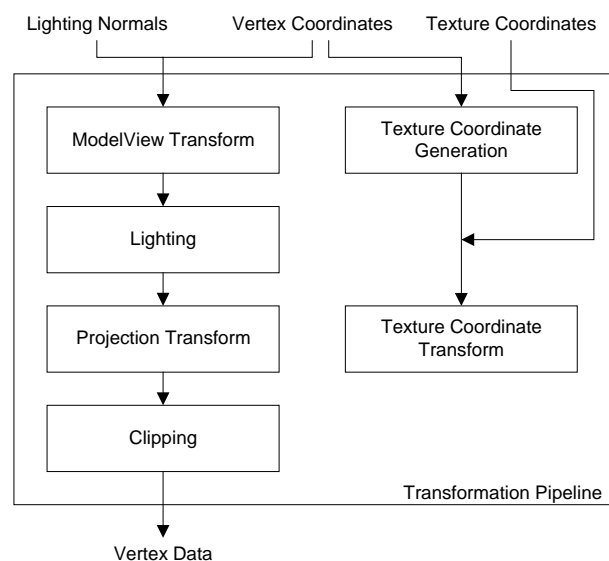 Lighting Normals
Vertex Coordinates
Texture Coordinates
ModelView Transform
Texture Coordinate
Generation
Lighting
Projection Transform
Texture Coordinate
Transform
Clipping
Transformation Pipeline
Vertex Data